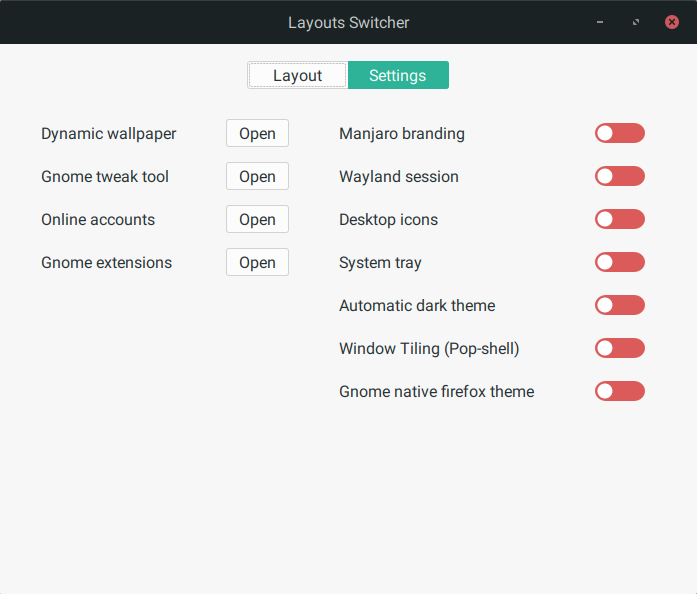 Layouts Switcher
Layout Settings
Dynamic wallpaper Open
Gnome tweak tool Open
Online accounts Open
Gnome extensions Open
Manjaro branding
Wayland session
Desktop icons
System tray
Automatic dark theme
Window Tiling (Pop-shell)
Gnome native firefox theme